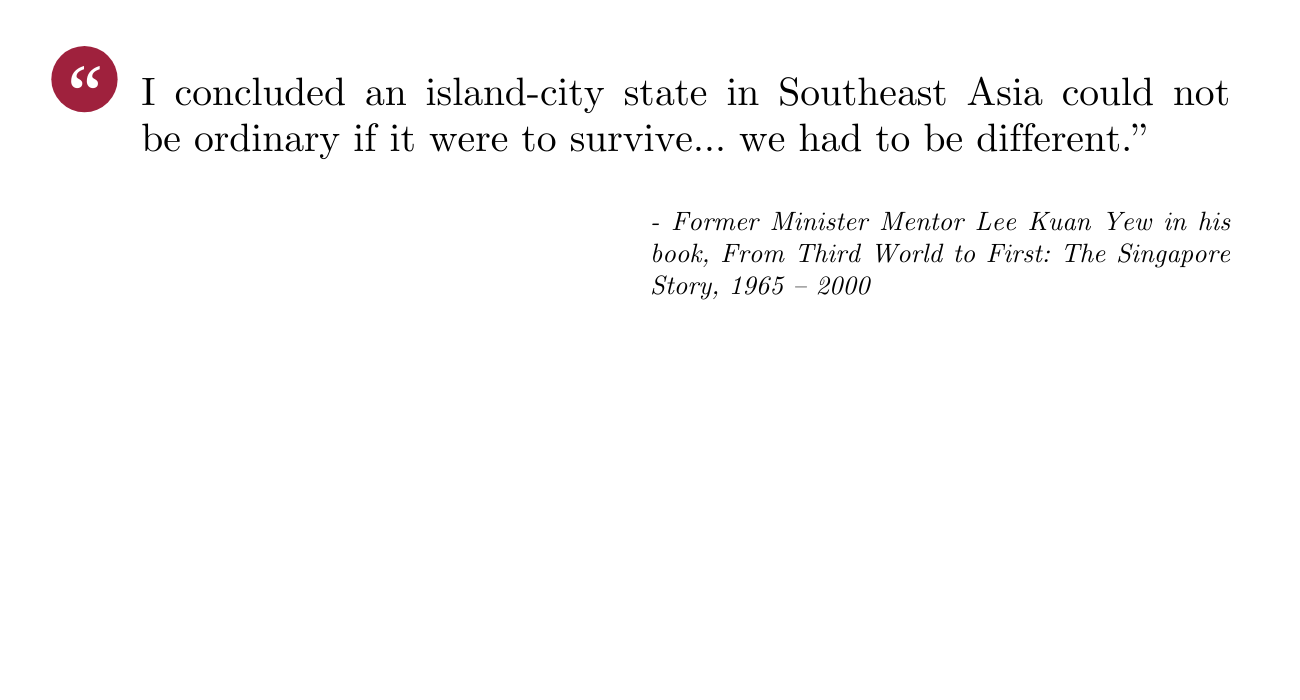 “ I concluded an island-city state in Southeast Asia could not
be ordinary if it were to survive... we had to be different.”
- Former Minister Mentor Lee Kuan Yew in his
book, From Third World to First: The Singapore
Story, 1965 – 2000